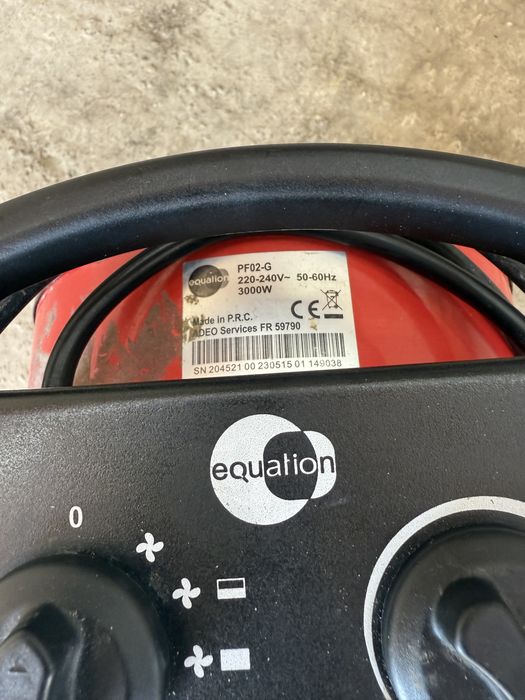 equation
PF02-G
220-240V~ 50-60Hz
3000W
CE
Made in P.R.C.
ADEO Services FR 59790
SN 204521 00 230515 01 149038
equation
0